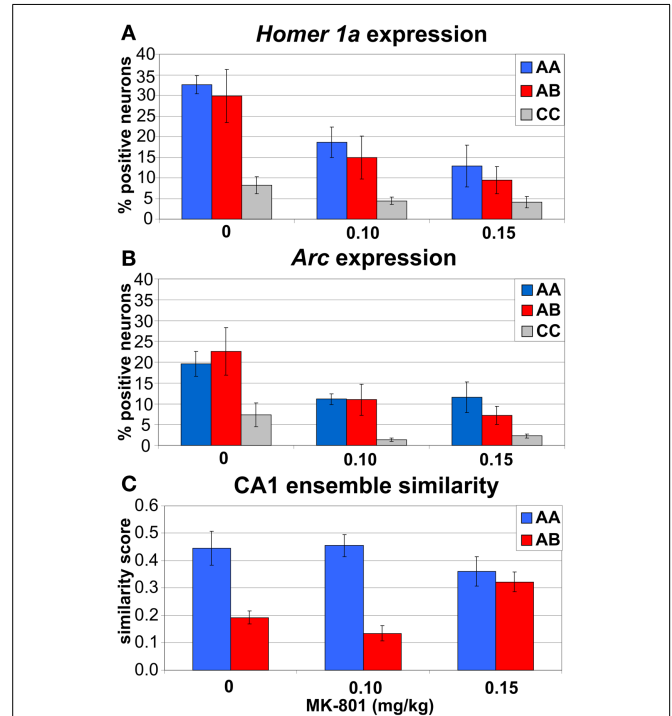 A
Homer 1a expression
% positive neurons
40
35
30
25
20
15
10
5
0
AA
AB
CC
0 0.10 0.15
B
Arc expression
% positive neurons
40
35
30
25
20
15
10
5
0
AA
AB
CC
0 0.10 0.15
C
CA1 ensemble similarity
similarity score
0.6
0.5
0.4
0.3
0.2
0.1
0.0
AA
AB
0 0.10 0.15
MK-801 (mg/kg)